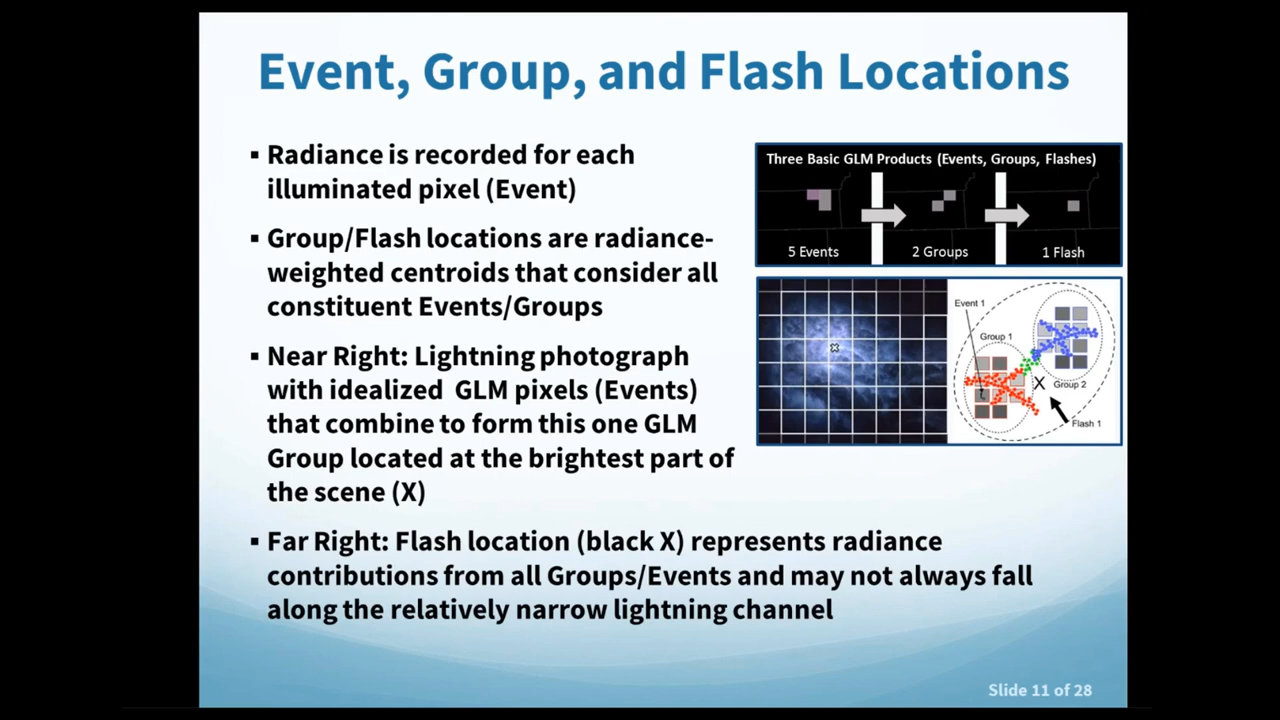 Event, Group, and Flash Locations
▪ Radiance is recorded for each
illuminated pixel (Event)
▪ Group/Flash locations are radiance-
weighted centroids that consider all
constituent Events/Groups
▪ Near Right: Lightning photograph
with idealized GLM pixels (Events)
that combine to form this one GLM
Group located at the brightest part of
the scene (X)
▪ Far Right: Flash location (black X) represents radiance
contributions from all Groups/Events and may not always fall
along the relatively narrow lightning channel
Three Basic GLM Products (Events, Groups, Flashes)
5 Events
2 Groups
1 Flash
X
Event 1
Group 1
X
Group 2
Flash 1
Slide 11 of 28